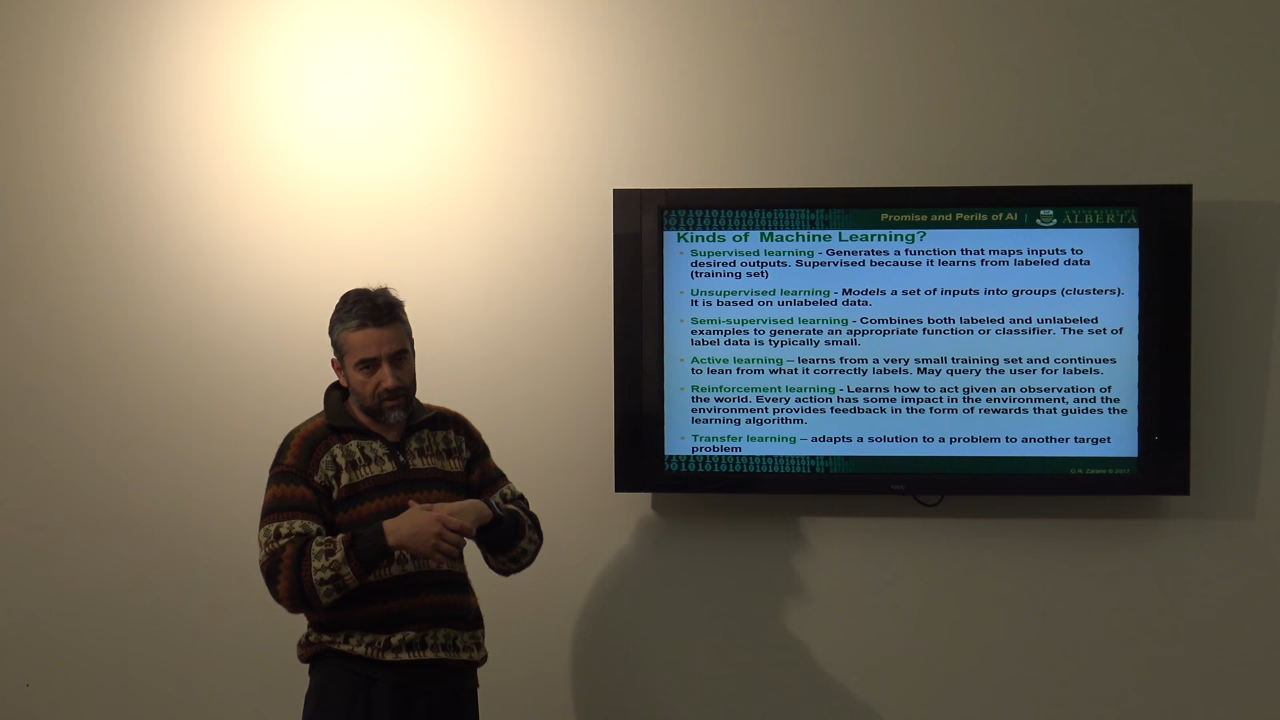 Promise and Perils of AI | UNIVERSITY OF
ALBERTA
Kinds of Machine Learning?
Supervised learning - Generates a function that maps inputs to
desired outputs. Supervised because it learns from labeled data
(training set)
Unsupervised learning - Models a set of inputs into groups (clusters).
It is based on unlabeled data.
Semi-supervised learning - Combines both labeled and unlabeled
examples to generate an appropriate function or classifier. The set of
label data is typically small.
Active learning – learns from a very small training set and continues
to lean from what it correctly labels. May query the user for labels.
Reinforcement learning - Learns how to act given an observation of
the world. Every action has some impact in the environment, and the
environment provides feedback in the form of rewards that guides the
learning algorithm.
Transfer learning – adapts a solution to a problem to another target
problem
© R. Zaïane © 2017
NEC